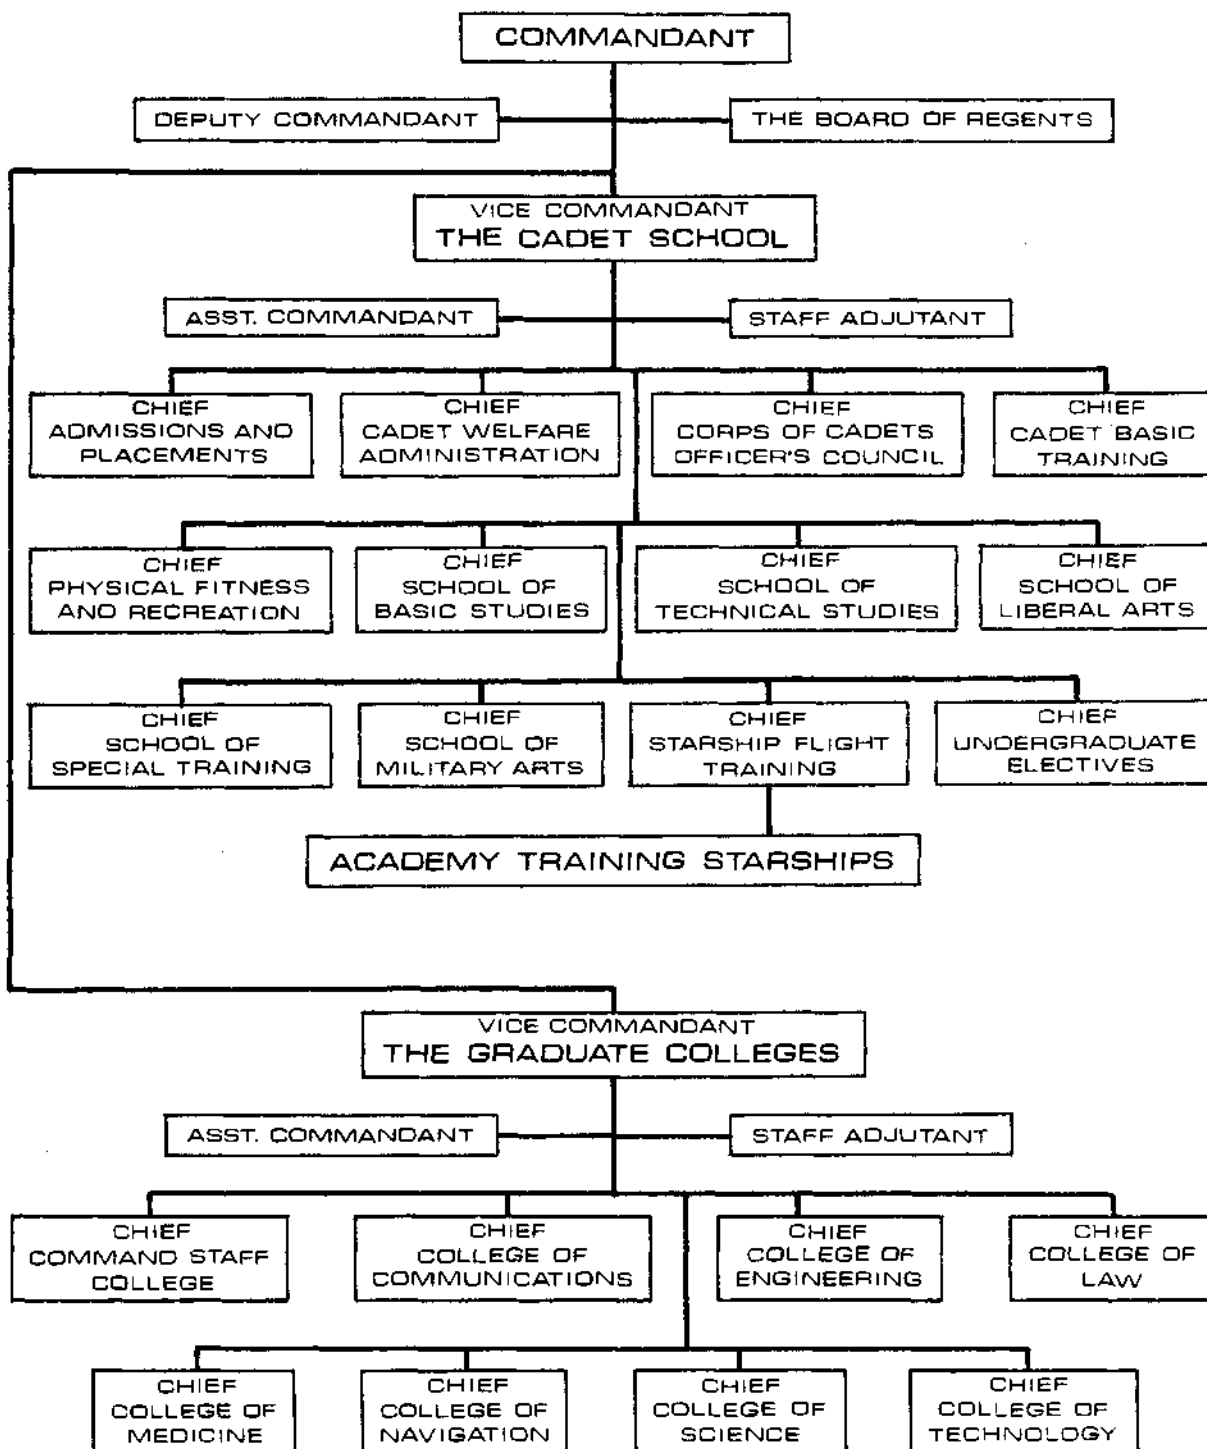 COMMANDANT
DEPUTY COMMANDANT
THE BOARD OF REGENTS
VICE COMMANDANT
THE CADET SCHOOL
ASST. COMMANDANT
STAFF ADJUTANT
CHIEF
ADMISSIONS AND
PLACEMENTS
CHIEF
CADET WELFARE
ADMINISTRATION
CHIEF
CORPS OF CADETS
OFFICER'S COUNCIL
CHIEF
CADET BASIC
TRAINING
CHIEF
PHYSICAL FITNESS
AND RECREATION
CHIEF
SCHOOL OF
BASIC STUDIES
CHIEF
SCHOOL OF
TECHNICAL STUDIES
CHIEF
SCHOOL OF
LIBERAL ARTS
CHIEF
SCHOOL OF
SPECIAL TRAINING
CHIEF
SCHOOL OF
MILITARY ARTS
CHIEF
STARSHIP FLIGHT
TRAINING
CHIEF
UNDERGRADUATE
ELECTIVES
ACADEMY TRAINING STARSHIPS
VICE COMMANDANT
THE GRADUATE COLLEGES
ASST. COMMANDANT
STAFF ADJUTANT
CHIEF
COMMAND STAFF
COLLEGE
CHIEF
COLLEGE OF
COMMUNICATIONS
CHIEF
COLLEGE OF
ENGINEERING
CHIEF
COLLEGE OF
LAW
CHIEF
COLLEGE OF
MEDICINE
CHIEF
COLLEGE OF
NAVIGATION
CHIEF
COLLEGE OF
SCIENCE
CHIEF
COLLEGE OF
TECHNOLOGY